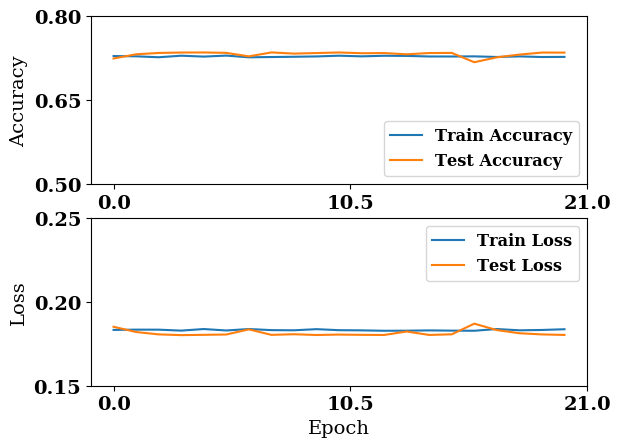 0.80
0.65
0.50
Accuracy
Train Accuracy
Test Accuracy
0.0 10.5 21.0
0.25
0.20
0.15
Loss
Train Loss
Test Loss
0.0 10.5 21.0
Epoch